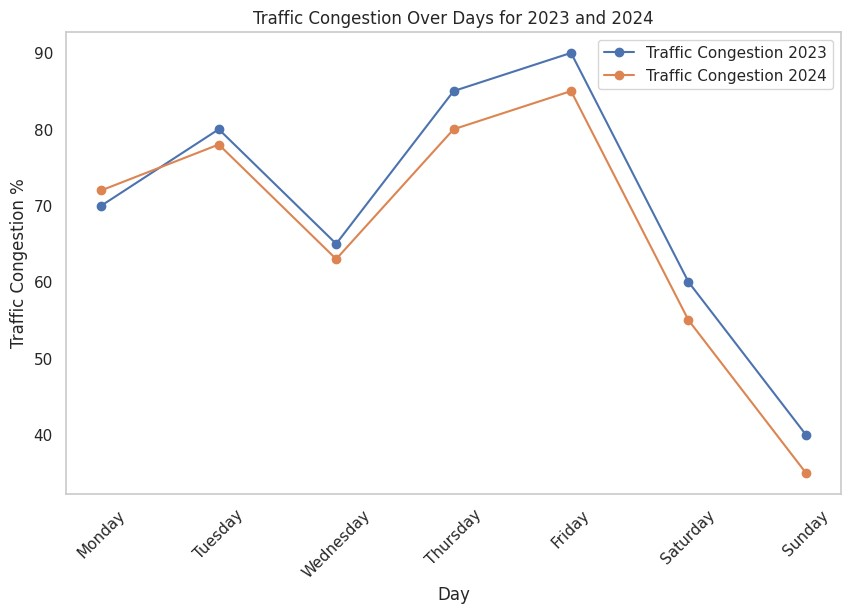 Traffic Congestion Over Days for 2023 and 2024
Traffic Congestion 2023
Traffic Congestion 2024
Traffic Congestion %
90
80
70
60
50
40
Monday
Tuesday
Wednesday
Thursday
Friday
Saturday
Sunday
Day